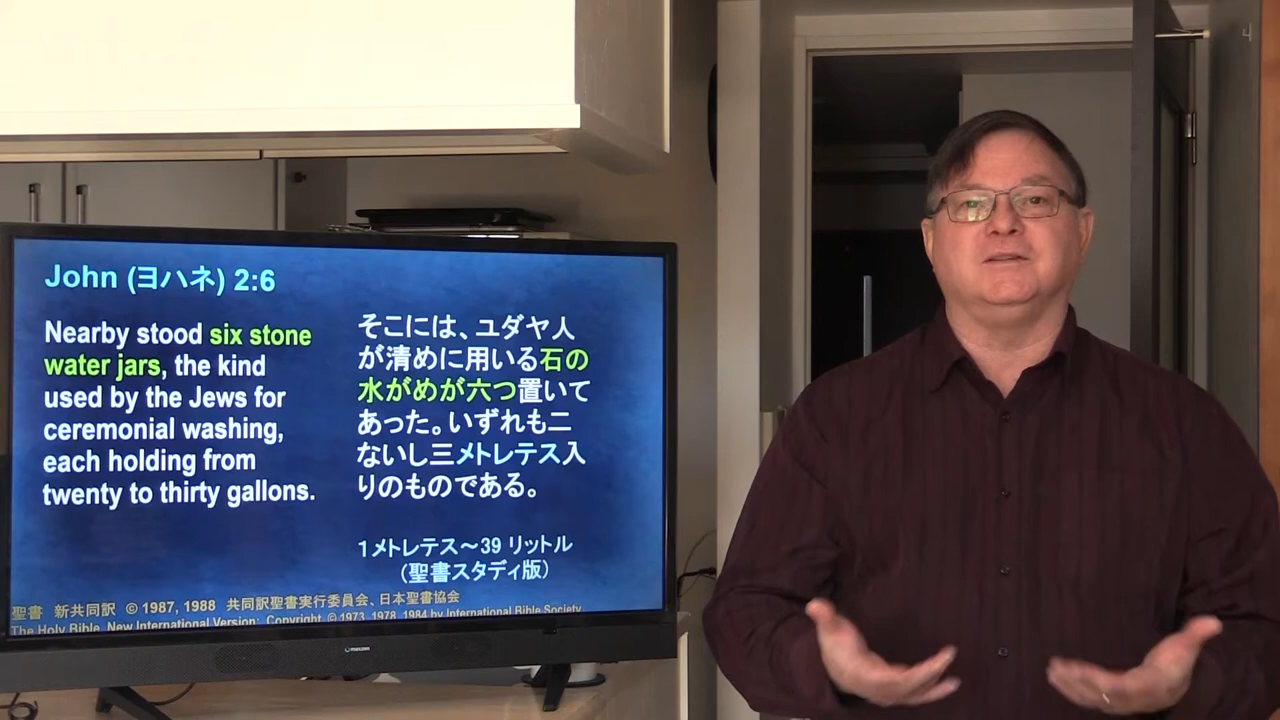 John (ヨハネ) 2:6
Nearby stood six stone
water jars, the kind
used by the Jews for
ceremonial washing,
each holding from
twenty to thirty gallons.
そこには、ユダヤ人
が清めに用いる石の
水がめが六つ置いて
あった。いずれも二
ないし三メトレテス入
りのものである。
1メトレテス～39 リットル
(聖書スタディ版)
聖書 新共同訳 © 1987, 1988 共同訳聖書実行委員会、日本聖書協会
The Holy Bible, New International Version; Copyright © 1973, 1978, 1984 by International Bible Society